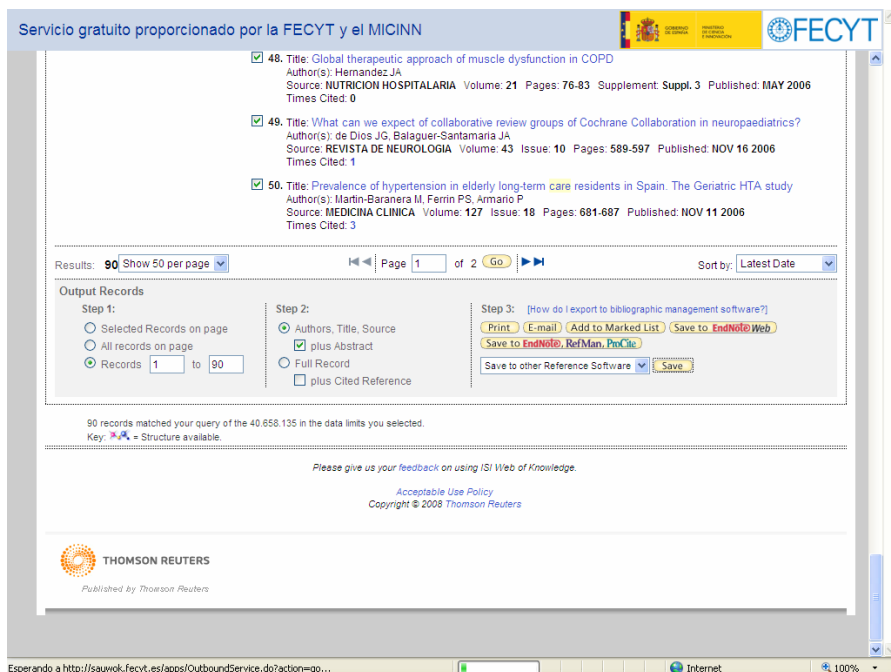 Servicio gratuito proporcionado por la FECYT y el MICINN
GOBIERNO DE ESPAÑA
MINISTERIO DE CIENCIA E INNOVACIÓN
FECYT
48. Title: Global therapeutic approach of muscle dysfunction in COPD
Author(s): Hernandez JA
Source: NUTRICION HOSPITALARIA Volume: 21 Pages: 76-83 Supplement: Suppl. 3 Published: MAY 2006
Times Cited: 0
49. Title: What can we expect of collaborative review groups of Cochrane Collaboration in neuropaediatrics?
Author(s): de Dios JG, Balaguer-Santamaria JA
Source: REVISTA DE NEUROLOGIA Volume: 43 Issue: 10 Pages: 589-597 Published: NOV 16 2006
Times Cited: 1
50. Title: Prevalence of hypertension in elderly long-term care residents in Spain. The Geriatric HTA study
Author(s): Martin-Baranera M, Ferrin PS, Armario P
Source: MEDICINA CLINICA Volume: 127 Issue: 18 Pages: 681-687 Published: NOV 11 2006
Times Cited: 3
Results: 90 Show 50 per page Page 1 of 2 Go Sort by: Latest Date
Output Records
Step 1:
Selected Records on page
All records on page
Records 1 to 90
Step 2:
Authors, Title, Source
plus Abstract
Full Record
plus Cited Reference
Step 3: [How do I export to bibliographic management software?]
Print E-mail Add to Marked List Save to EndNote Web
Save to EndNote, RefMan, ProCite
Save to other Reference Software Save
90 records matched your query of the 40.658.135 in the data limits you selected.
Key: = Structure available.
Please give us your feedback on using ISI Web of Knowledge.
Acceptable Use Policy
Copyright © 2008 Thomson Reuters
THOMSON REUTERS
Published by Thomson Reuters
Esperando a http://sauwok.fecyt.es/apps/OutboundService.do?action=go... Internet 100%